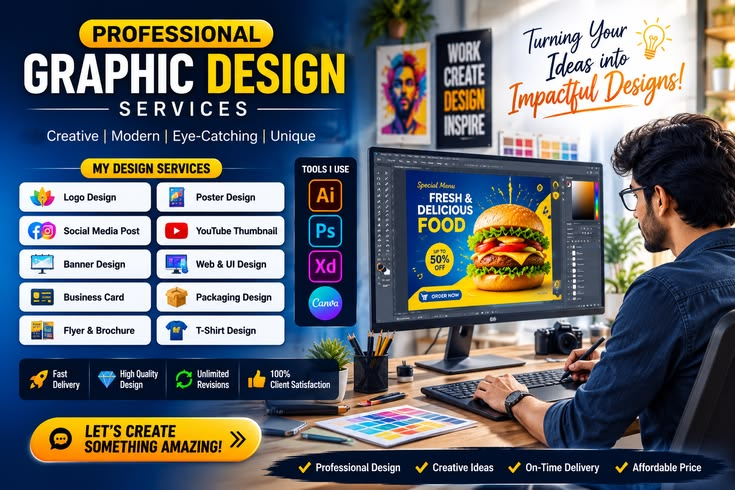 PROFESSIONAL
GRAPHIC DESIGN
SERVICES
Creative | Modern | Eye-Catching | Unique
MY DESIGN SERVICES
Logo Design
Poster Design
Social Media Post
YouTube Thumbnail
Banner Design
Web & UI Design
Business Card
Packaging Design
Flyer & Brochure
T-Shirt Design
TOOLS I USE
Ai
Ps
Xd
Canva
Fast
Delivery
High Quality
Design
Unlimited
Revisions
100%
Client Satisfaction
LET'S CREATE
SOMETHING AMAZING!
WORK
CREATE
DESIGN
INSPIRE
Turning Your
Ideas into
Impactful Designs!
Special Menu
FRESH &
DELICIOUS
FOOD
UP TO
50%
OFF
ORDER NOW
Professional Design
Creative Ideas
On-Time Delivery
Affordable Price